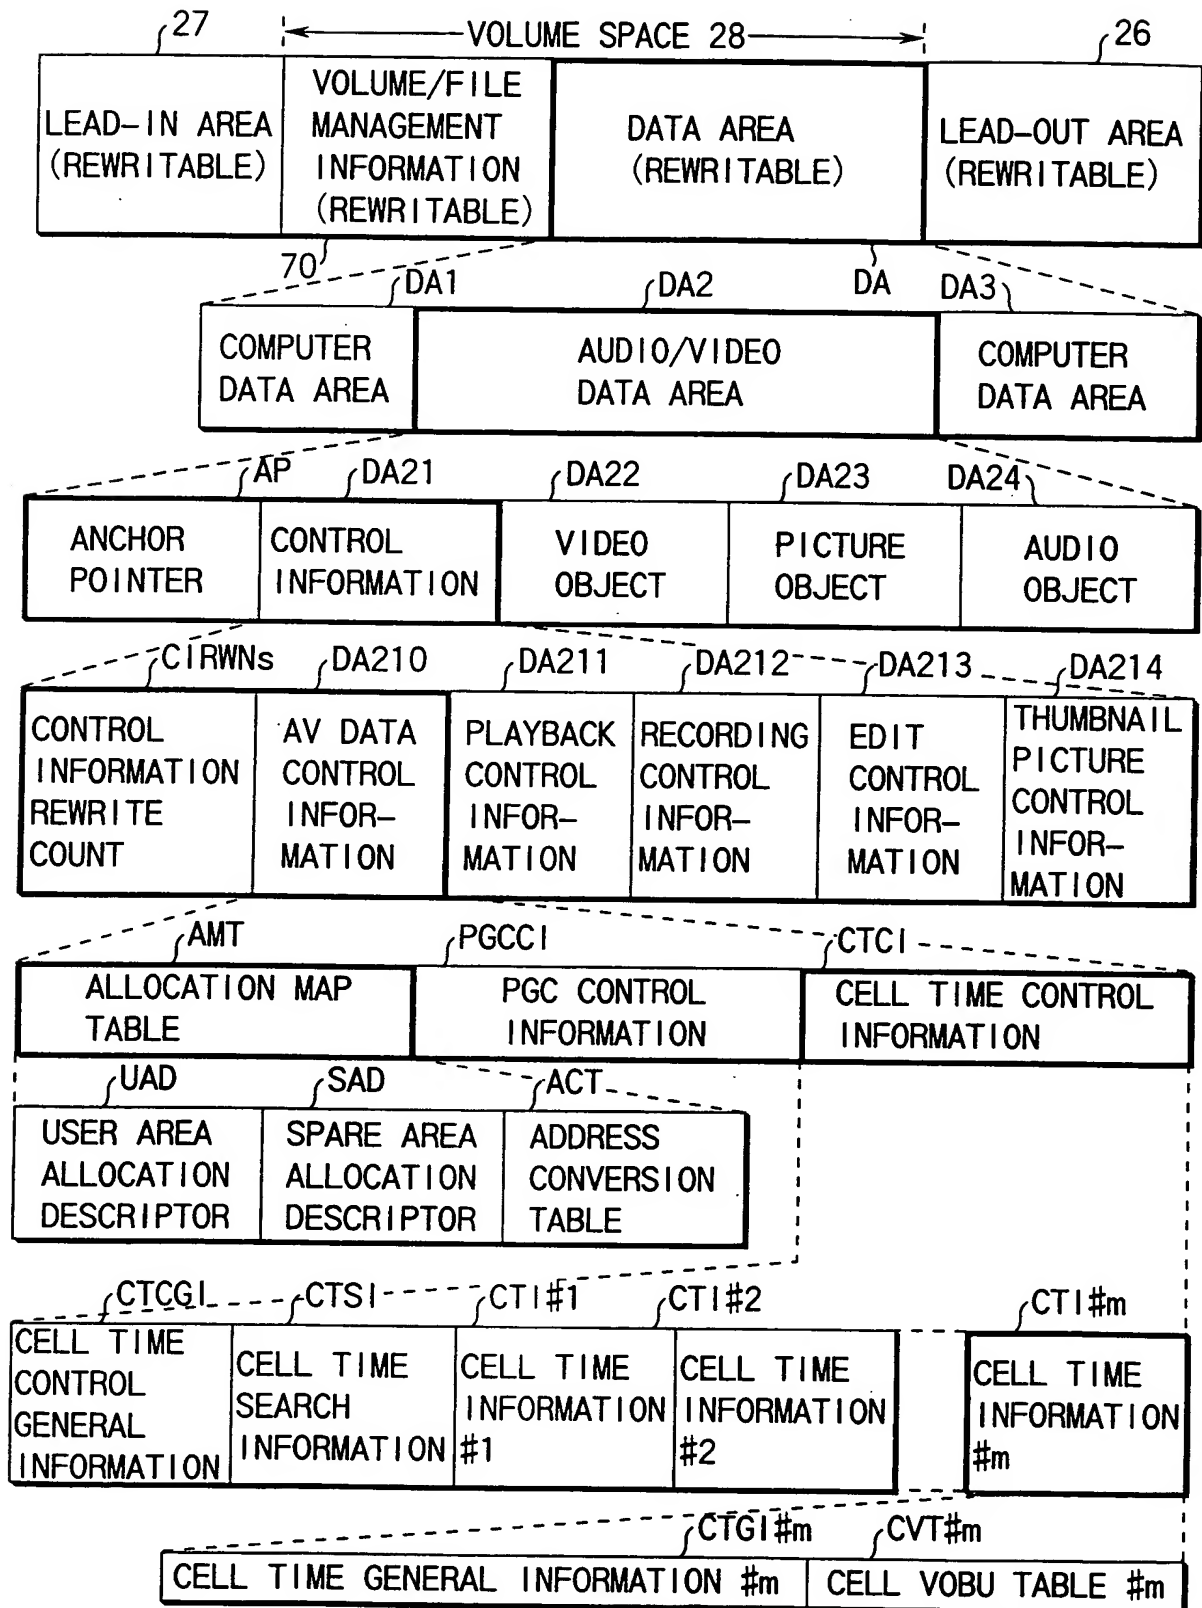 27
VOLUME SPACE 28
26
LEAD-IN AREA
(REWRITABLE)
VOLUME/FILE
MANAGEMENT
INFORMATION
(REWRITABLE)
DATA AREA
(REWRITABLE)
LEAD-OUT AREA
(REWRITABLE)
70
DA
DA1
DA2
DA3
COMPUTER
DATA AREA
AUDIO/VIDEO
DATA AREA
COMPUTER
DATA AREA
AP
DA21
DA22
DA23
DA24
ANCHOR
POINTER
CONTROL
INFORMATION
VIDEO
OBJECT
PICTURE
OBJECT
AUDIO
OBJECT
CIRWNs
DA210
DA211
DA212
DA213
DA214
CONTROL
INFORMATION
REWRITE
COUNT
AV DATA
CONTROL
INFOR-
MATION
PLAYBACK
CONTROL
INFOR-
MATION
RECORDING
CONTROL
INFOR-
MATION
EDIT
CONTROL
INFOR-
MATION
THUMBNAIL
PICTURE
CONTROL
INFOR-
MATION
AMT
PGCCI
CTCI
ALLOCATION MAP
TABLE
PGC CONTROL
INFORMATION
CELL TIME CONTROL
INFORMATION
UAD
SAD
ACT
USER AREA
ALLOCATION
DESCRIPTOR
SPARE AREA
ALLOCATION
DESCRIPTOR
ADDRESS
CONVERSION
TABLE
CTCGI
CTSI
CTI#1
CTI#2
CTI#m
CELL TIME
CONTROL
GENERAL
INFORMATION
CELL TIME
SEARCH
INFORMATION
CELL TIME
INFORMATION
#1
CELL TIME
INFORMATION
#2
CELL TIME
INFORMATION
#m
CTGI#m
CVT#m
CELL TIME GENERAL INFORMATION #m
CELL VOBU TABLE #m